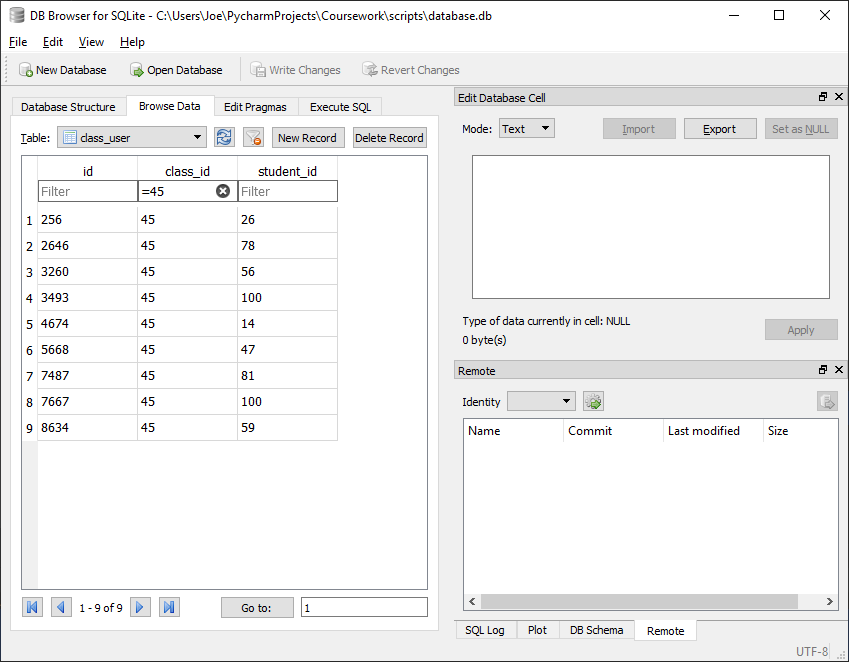 DB Browser for SQLite - C:\Users\Joe\PycharmProjects\Coursework\scripts\database.db
File Edit View Help
New Database Open Database Write Changes Revert Changes
Database Structure Browse Data Edit Pragmas Execute SQL
Table: class_user New Record Delete Record
id class_id student_id
Filter =45 Filter
1 256 45 26
2 2646 45 78
3 3260 45 56
4 3493 45 100
5 4674 45 14
6 5668 45 47
7 7487 45 81
8 7667 45 100
9 8634 45 59
1 - 9 of 9 Go to: 1
Edit Database Cell
Mode: Text Import Export Set as NULL
Type of data currently in cell: NULL
0 byte(s)
Apply
Remote
Identity
Name Commit Last modified Size
SQL Log Plot DB Schema Remote
UTF-8